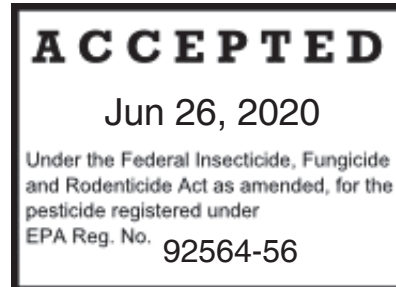 ACCEPTED
Jun 26, 2020
Under the Federal Insecticide, Fungicide
and Rodenticide Act as amended, for the
pesticide registered under
EPA Reg. No. 92564-56